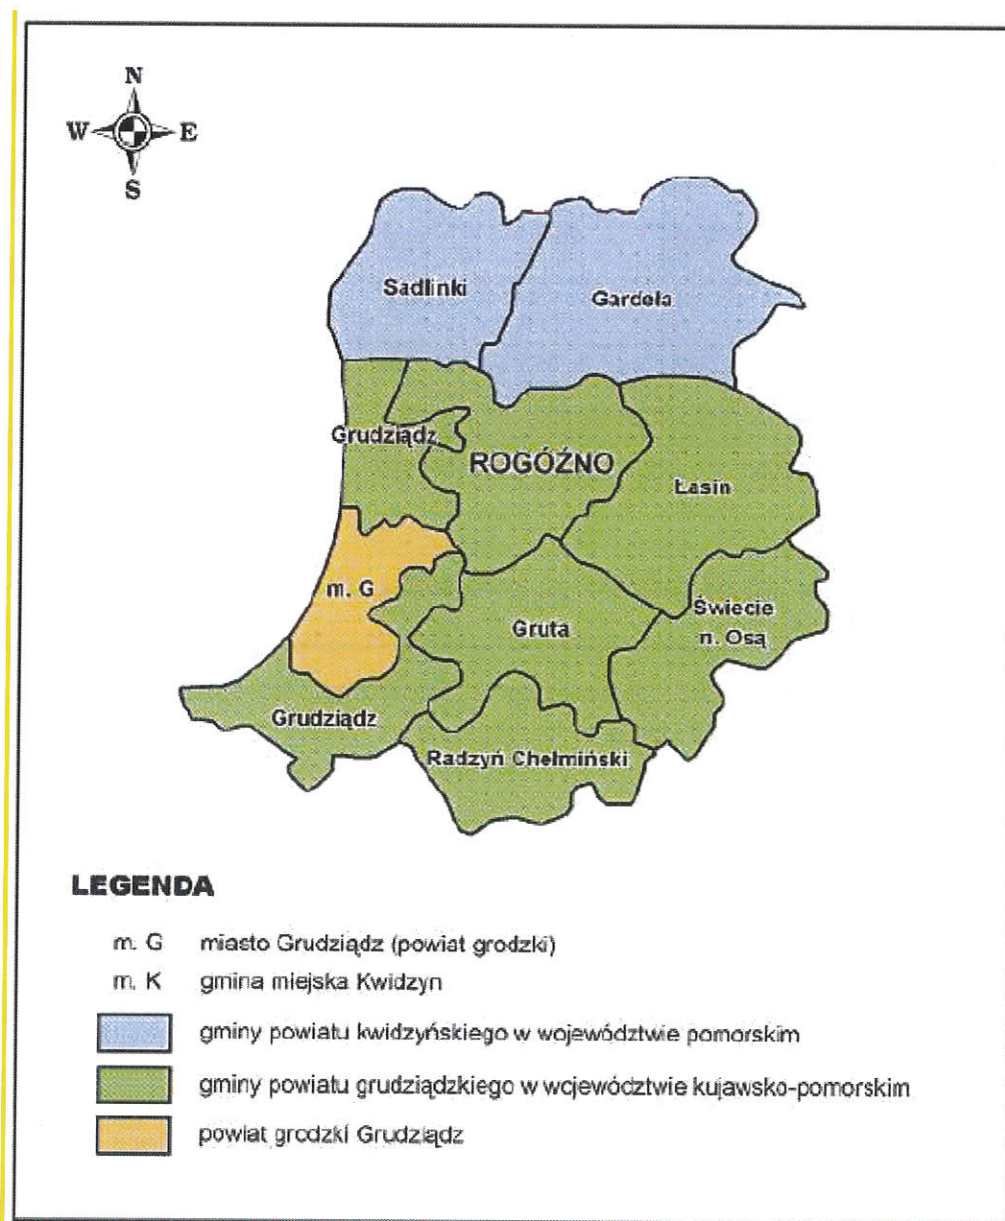 N
W E
S
Sadlinki
Gardeła
Grudziądz
ROGÓŹNO
Łasin
m. G
Świecie
n. Osą
Gruta
Grudziądz
Radzyń Chełmiński
LEGENDA
m. G miasto Grudziądz (powiat grodzki)
m. K gmina miejska Kwidzyn
gminy powiatu kwidzyńskiego w województwie pomorskim
gminy powiatu grudziądzkiego w województwie kujawsko-pomorskim
powiat grodzki Grudziądz